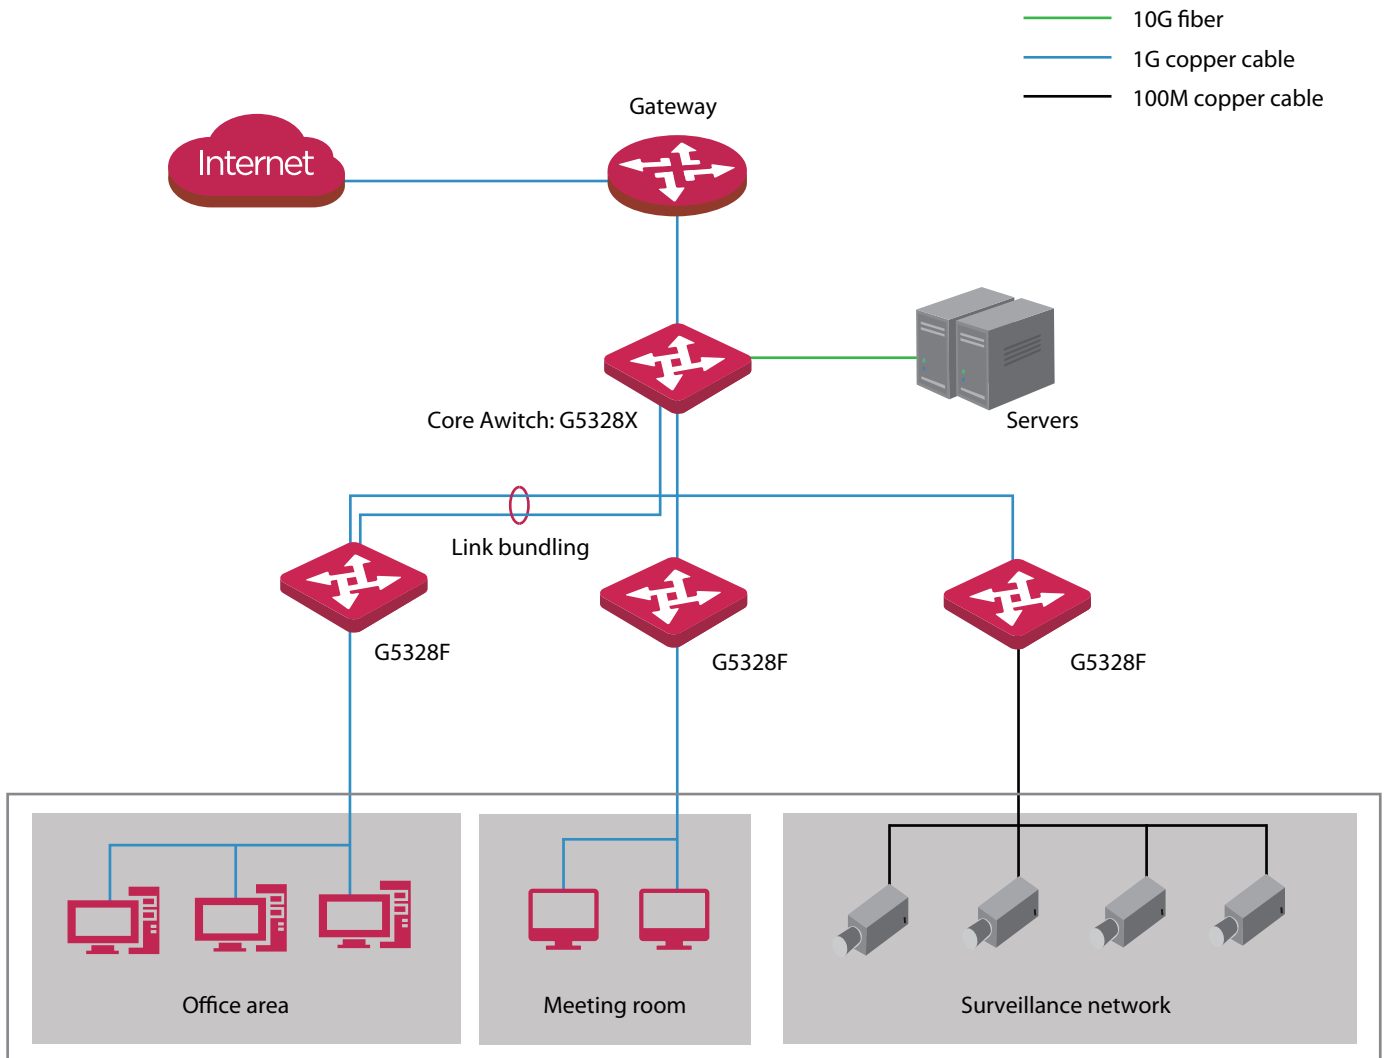 10G fiber
1G copper cable
100M copper cable
Gateway
Internet
Core Awitch: G5328X
Servers
Link bundling
G5328F
G5328F
G5328F
Office area
Meeting room
Surveillance network